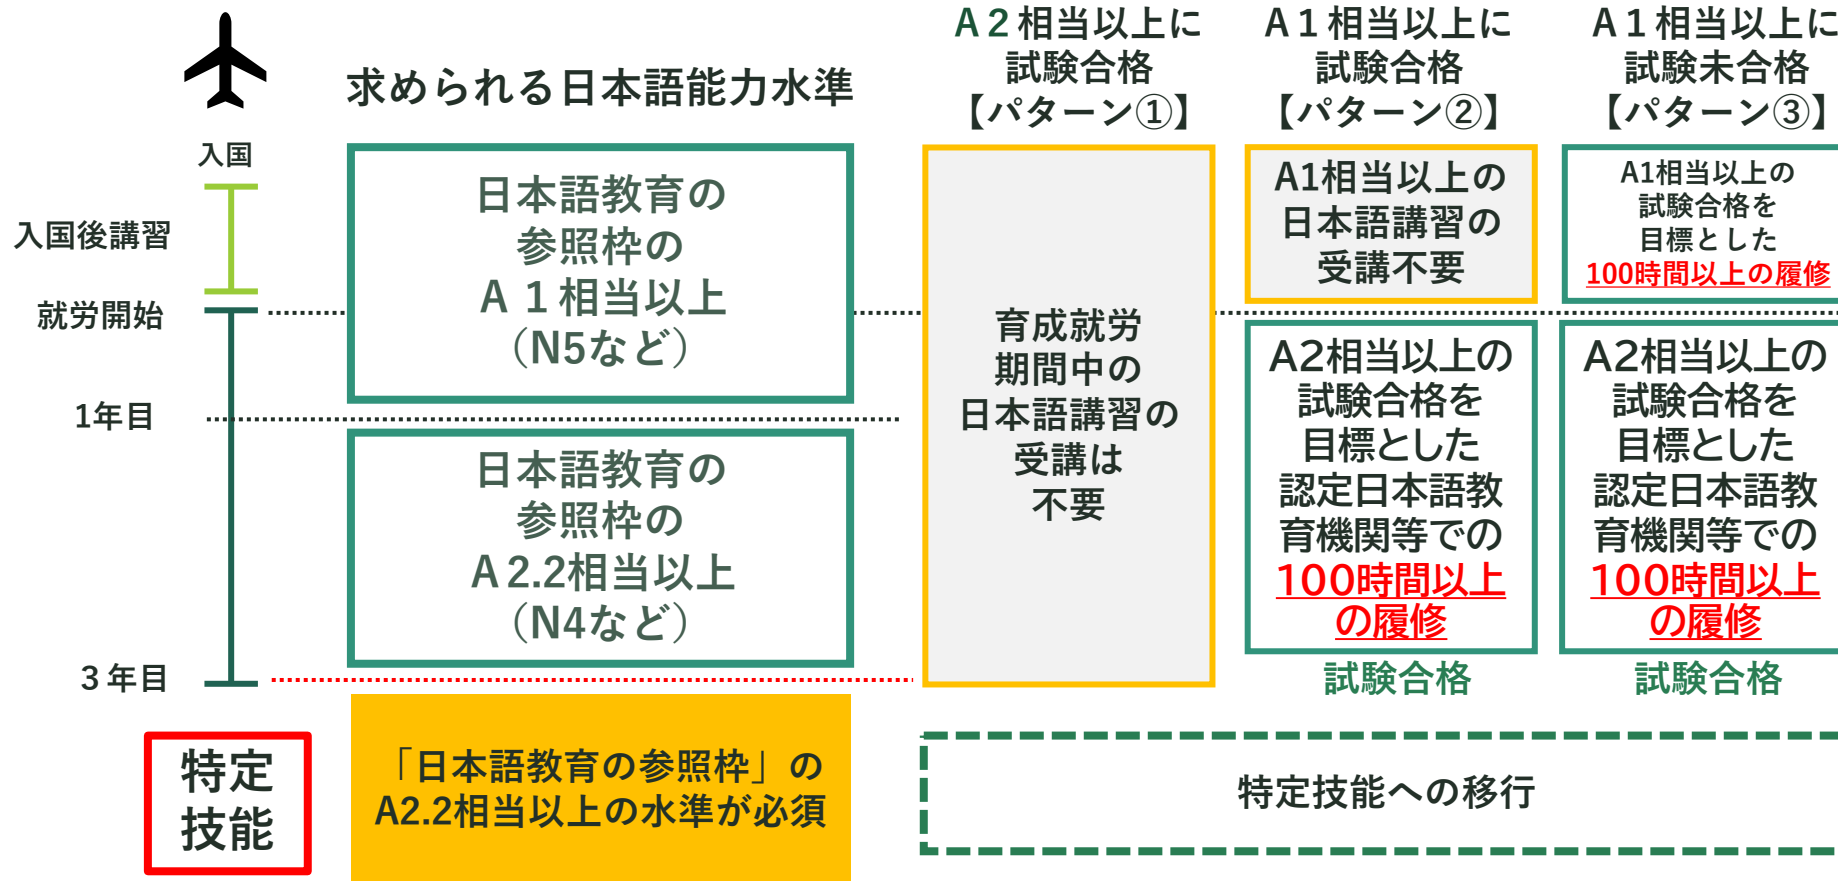 入国
入国後講習
就労開始
1年目
3年目
特定
技能
求められる日本語能力水準
日本語教育の
参照枠の
A1相当以上
（N5など）
日本語教育の
参照枠の
A2.2相当以上
（N4など）
「日本語教育の参照枠」の
A2.2相当以上の水準が必須
A2相当以上に
試験合格
【パターン①】
育成就労
期間中の
日本語講習の
受講は
不要
A1相当以上に
試験合格
【パターン②】
A1相当以上の
日本語講習の
受講不要
A2相当以上の
試験合格を
目標とした
認定日本語教
育機関等での
100時間以上
の履修
試験合格
A1相当以上に
試験未合格
【パターン③】
A1相当以上の
試験合格を
目標とした
100時間以上の履修
A2相当以上の
試験合格を
目標とした
認定日本語教
育機関等での
100時間以上
の履修
試験合格
特定技能への移行